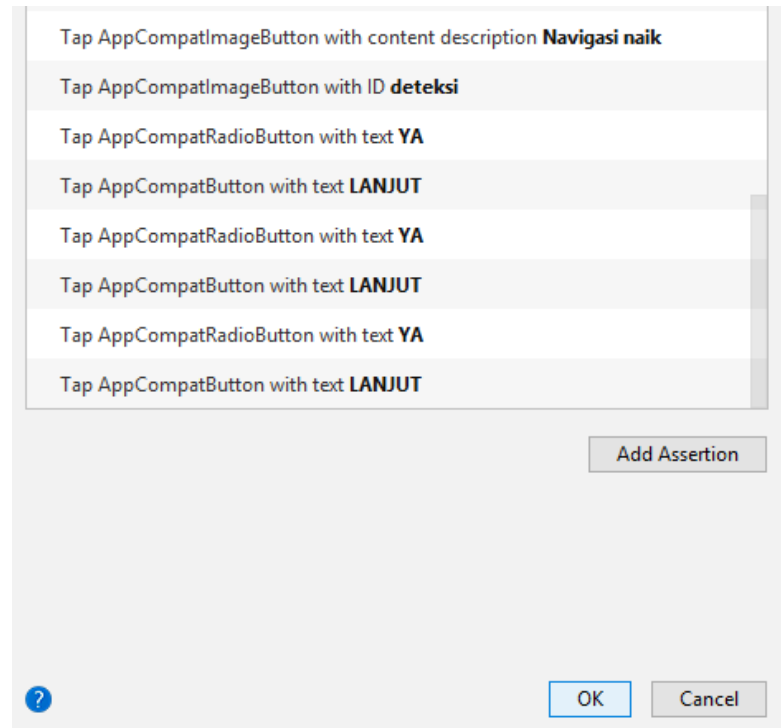 Tap AppCompatImageButton with content description Navigasi naik
Tap AppCompatImageButton with ID deteksi
Tap AppCompatRadioButton with text YA
Tap AppCompatButton with text LANJUT
Tap AppCompatRadioButton with text YA
Tap AppCompatButton with text LANJUT
Tap AppCompatRadioButton with text YA
Tap AppCompatButton with text LANJUT
Add Assertion
?
OK
Cancel